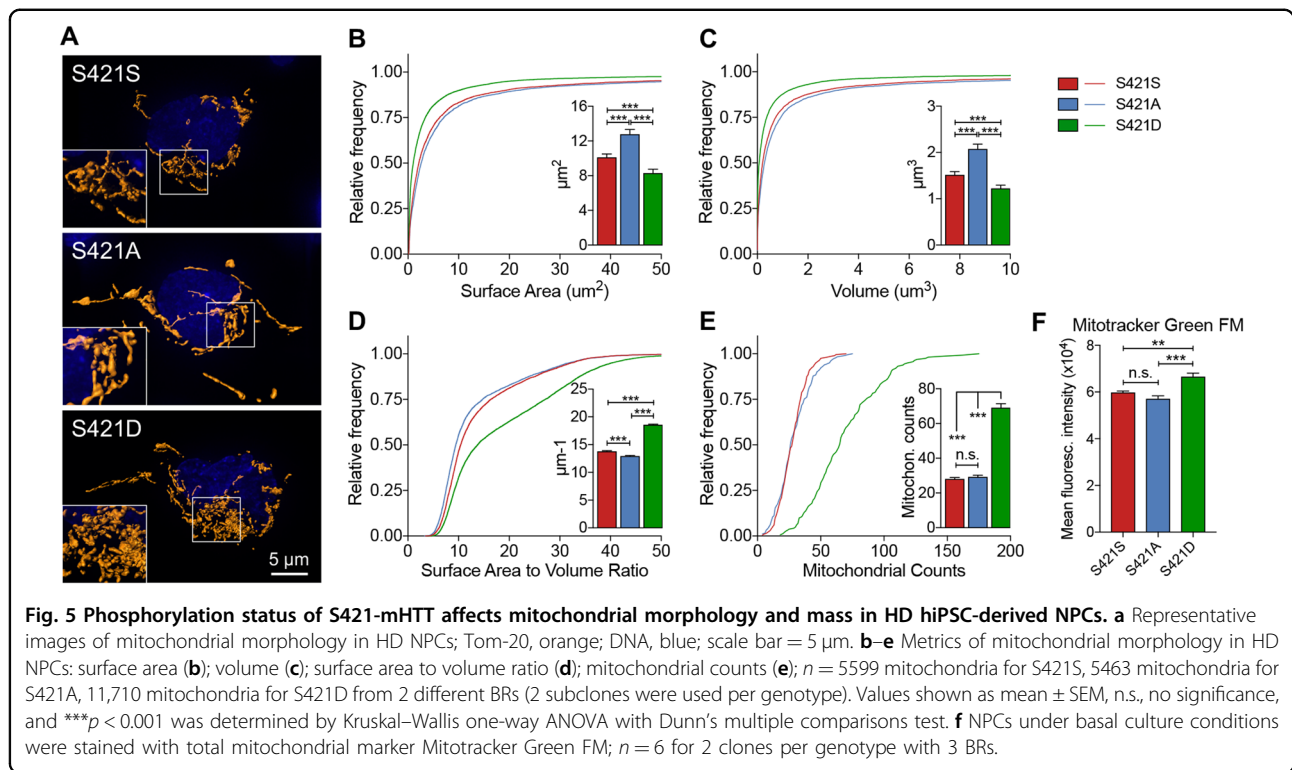 A
S421S
S421A
S421D
5 µm
B
Relative frequency
1.00
0.75
0.50
0.25
0.00
0 10 20 30 40 50
Surface Area (um²)
µm²
16
12
8
4
0
***
*** ***
C
Relative frequency
1.00
0.75
0.50
0.25
0.00
0 2 4 6 8 10
Volume (um³)
µm³
3
2
1
0
***
*** ***
S421S
S421A
S421D
D
Relative frequency
1.00
0.75
0.50
0.25
0.00
0 10 20 30 40 50
Surface Area to Volume Ratio
µm-1
25
20
15
10
5
0
***
***
***
E
Relative frequency
1.00
0.75
0.50
0.25
0.00
0 50 100 150 200
Mitochondrial Counts
Mitochon. counts
80
60
40
20
0
***
***
n.s.
F
Mitotracker Green FM
Mean fluoresc. intensity (x10⁴)
8
6
4
2
0
**
***
n.s.
S421S
S421A
S421D
Fig. 5 Phosphorylation status of S421-mHTT affects mitochondrial morphology and mass in HD hiPSC-derived NPCs. a Representative
images of mitochondrial morphology in HD NPCs; Tom-20, orange; DNA, blue; scale bar = 5 µm. b–e Metrics of mitochondrial morphology in HD
NPCs: surface area (b); volume (c); surface area to volume ratio (d); mitochondrial counts (e); n = 5599 mitochondria for S421S, 5463 mitochondria for
S421A, 11,710 mitochondria for S421D from 2 different BRs (2 subclones were used per genotype). Values shown as mean ± SEM, n.s., no significance,
and ***p < 0.001 was determined by Kruskal–Wallis one-way ANOVA with Dunn's multiple comparisons test. f NPCs under basal culture conditions
were stained with total mitochondrial marker Mitotracker Green FM; n = 6 for 2 clones per genotype with 3 BRs.